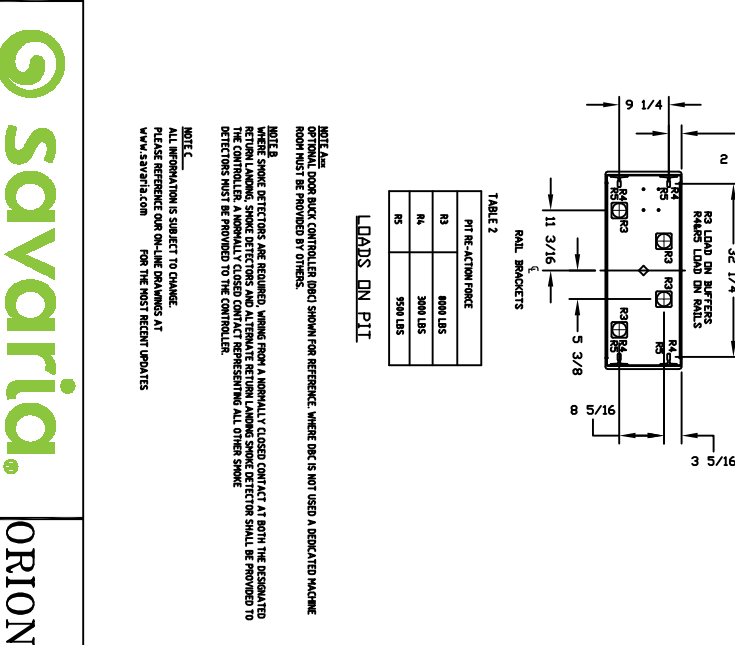 9 1/4
2
R3 LOAD ON BUFFERS
R4&R5 LOAD ON RAILS
R4
R5
R5
R4
R3
R3
R3
R3
R5
R4
R5
R4
11 3/16
5 3/8
8 5/16
3 5/16
RAIL BRACKETS
TABLE 2
PIT RE-ACTION FORCE
R3 8000 LBS
R4 3000 LBS
R5 9500 LBS
LOADS ON PIT
NOTE A**
OPTIONAL DOOR BUCK CONTROLLER (DBC) SHOWN FOR REFERENCE. WHERE DBC IS NOT USED A DEDICATED MACHINE
ROOM MUST BE PROVIDED BY OTHERS.
NOTE B
WHERE SMOKE DETECTORS ARE REQUIRED, WIRING FROM A NORMALLY CLOSED CONTACT AT BOTH THE DESIGNATED
RETURN LANDING, SMOKE DETECTORS AND ALTERNATE RETURN LANDING SMOKE DETECTOR SHALL BE PROVIDED TO
THE CONTROLLER. A NORMALLY CLOSED CONTACT REPRESENTING ALL OTHER SMOKE
DETECTORS MUST BE PROVIDED TO THE CONTROLLER.
NOTE C
ALL INFORMATION IS SUBJECT TO CHANGE.
PLEASE REFERENCE OUR ON-LINE DRAWINGS AT
www.savaria.com FOR THE MOST RECENT UPDATES
savaria.®
ORION